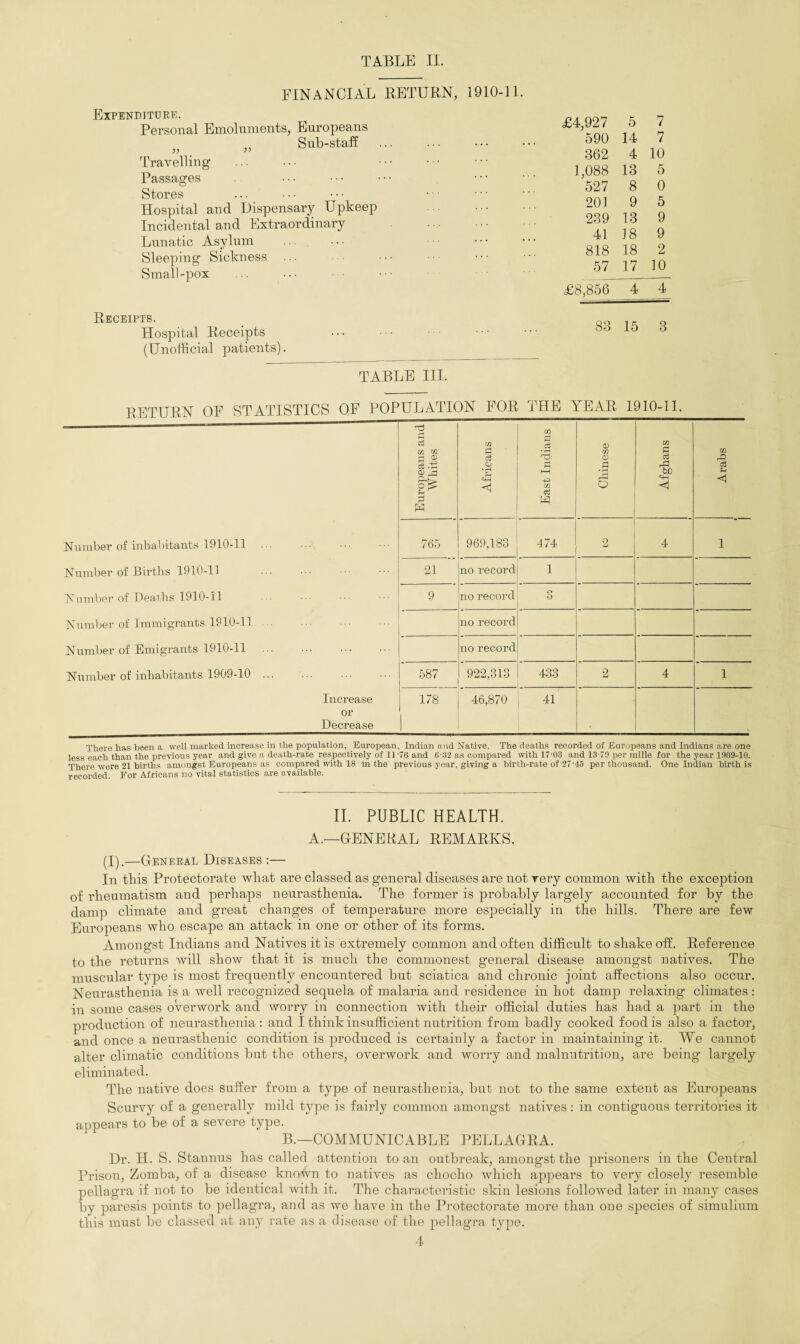 TABLE II.
FINANCIAL RETURN, 1910-11.
EXPENDITURE.
Personal Emoluments, Europeans £4,927 5 7
„ „ Sub-staff ... ... ... ... 590 14 7
Travelling ... ... ... ... ... 362 4 10
Passages ... ... ... ... ... 1,088 13 5
Stores ... ... ... ... ... ... 527 8 0
Hospital and Dispensary Upkeep ... ... ... 201 9 5
Incidental and Extraordinary ... ... ... 239 13 9
Lunatic Asylum ... ... ... ... ... 41 18 9
Sleeping Sickness ... ... ... ... ... 818 18 2
Small-pox ... ... ... ... 57 17 10
£8,856 4 4
RECEIPTS.
Hospital Receipts ... ... ... ... ... 83 15 3
(Unofficial patients).
TABLE III.
RETURN OF STATISTICS OF POPULATION FOR THE YEAR 1910-11.
Europeans and Whites Africans East Indians Chinese Afghans Arabs
Number of inhabitants 1910-11 ... ... ... ... 765 969,183 474 2 4 1
Number of Births 1910-11 ... ... ... ... 21 no record 1
Number of Deaths 1910-11 ... ... ... ... 9 no record 3
Number of Immigrants 1910-11 ... ... ... no record
Number of Emigrants 1910-11 ... ... ... ... no record
Number of inhabitants 1909-10 ... ... ... ... 587 922,313 433 2 4 1
Increase 178 46,870 41
or
Decrease
There has been a well marked increase in the population, European, Indian and Native. The deaths recorded of Europeans and Indians are one
less each than the previous year and give a death-rate respectively of 11·76 and 6·32 as compared with 17·03 and 13·79 per mille for the year 1909-10.
There were 21 births amongst Europeans as compared with 18 in the previous year, giving a birth-rate of 27·45 per thousand. One Indian birth is
recorded. For Africans no vital statistics are available.
II. PUBLIC HEALTH.
A.—GENERAL REMARKS.
(I).—GENERAL DISEASES :—
In this Protectorate what are classed as general diseases are not very common with the exception
of rheumatism and perhaps neurasthenia. The former is probably largely accounted for by the
damp climate and great changes of temperature more especially in the hills. There are few
Europeans who escape an attack in one or other of its forms.
Amongst Indians and Natives it is extremely common and often difficult to shake off. Reference
to the returns will show that it is much the commonest general disease amongst natives. The
muscular type is most frequently encountered but sciatica and chronic joint affections also occur.
Neurasthenia is a well recognized sequela of malaria and residence in hot damp relaxing climates:
in some cases overwork and worry in connection with their official duties has had a part in the
production of neurasthenia: and I think insufficient nutrition from badly cooked food is also a factor,
and once a neurasthenic condition is produced is certainly a factor in maintaining it. We cannot
alter climatic conditions but the others, overwork and worry and malnutrition, are being largely
eliminated.
The native does suffer from a type of neurasthenia, but not to the same extent as Europeans
Scurvy of a generally mild type is fairly common amongst natives: in contiguous territories it
appears to be of a severe type.
B.—COMMUNICABLE PELLAGRA.
Dr. H. S. Stannus has called attention to an outbreak, amongst the prisoners in the Central
Prison, Zomba, of a disease known to natives as chocho which appears to very closely resemble
pellagra if not to be identical with it. The characteristic skin lesions followed later in many cases
by paresis points to pellagra, and as we have in the Protectorate more than one species of simulium
this must be classed at any rate as a disease of the pellagra type.
4